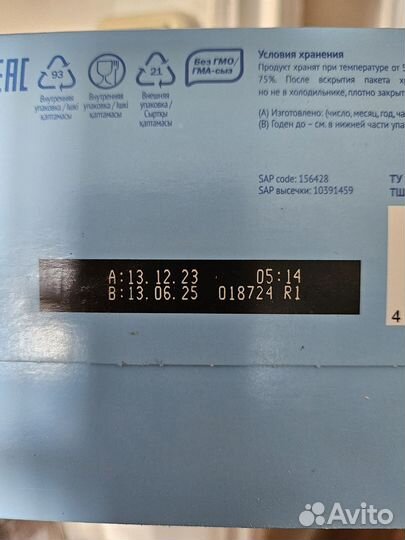 EAC
93
21
Без ГМО/
ГМА-сыз
Внутренняя
упаковка / Ішкі
қаптамасы
Внутренняя
упаковка / Ішкі
қаптамасы
Внешняя
упаковка /
Сыртқы
қаптамасы
Условия хранения
Продукт хранят при температуре от 5
75%. После вскрытия пакета
но не в холодильнике, плотно закрыт
(A) Изготовлено: (число, месяц, год,
(B) Годен до – см. в нижней части
SAP code: 156428
SAP высечки: 10391459
ТУ
ТШ
A:13.12.23 05:14
B:13.06.25 018724 R1
4
Avito